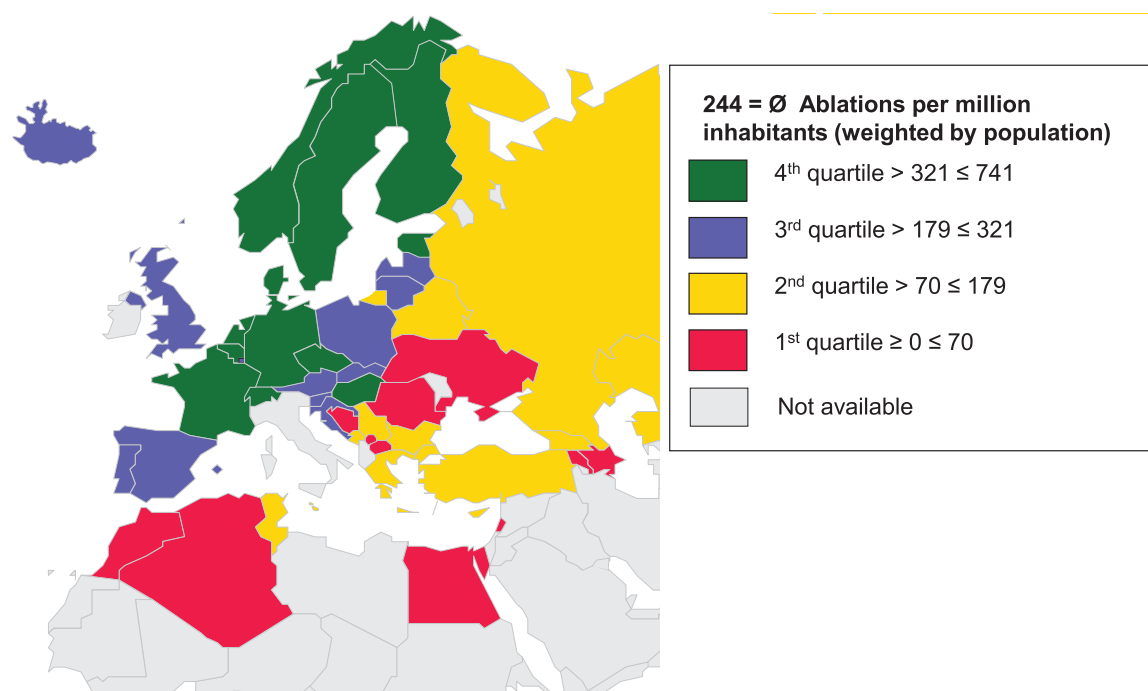 244 = Ø Ablations per million
inhabitants (weighted by population)
4th quartile > 321 ≤ 741
3rd quartile > 179 ≤ 321
2nd quartile > 70 ≤ 179
1st quartile ≥ 0 ≤ 70
Not available